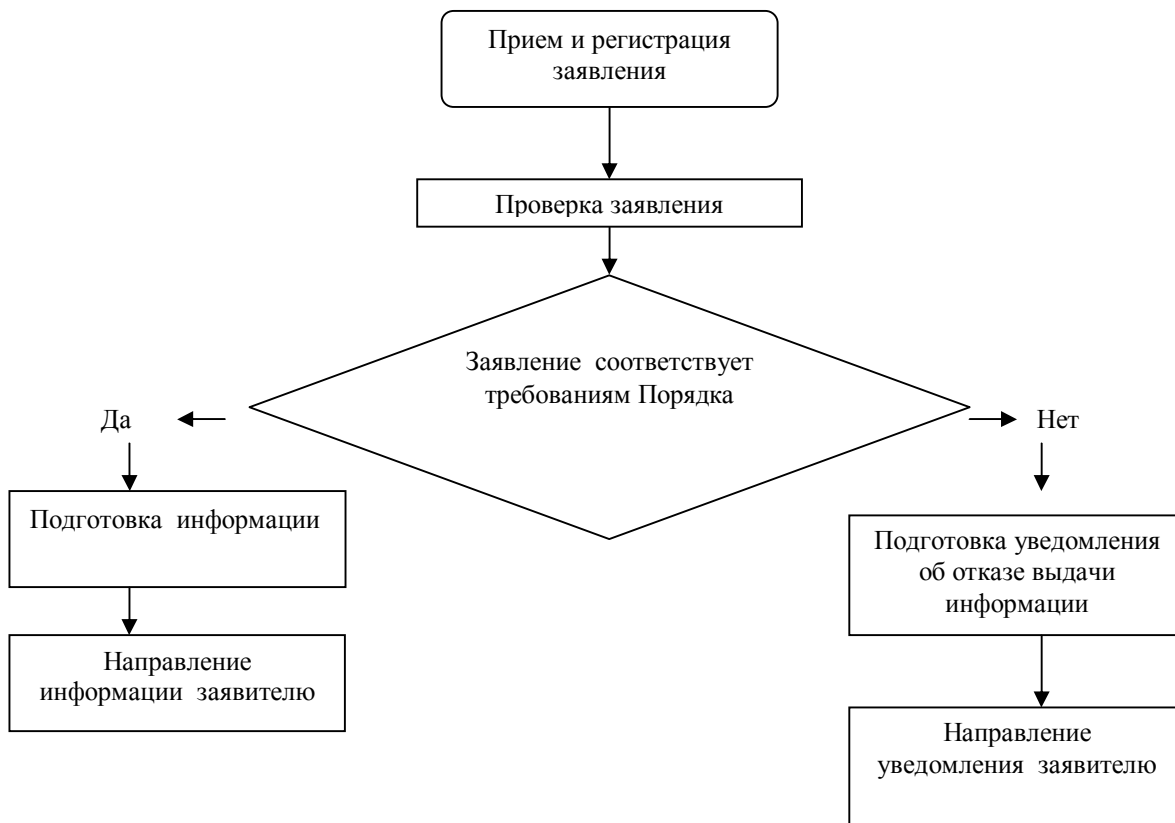 Прием и регистрация
заявления
Проверка заявления
Заявление соответствует
требованиям Порядка
Да
Нет
Подготовка информации
Подготовка уведомления
об отказе выдачи
информации
Направление
информации заявителю
Направление
уведомления заявителю